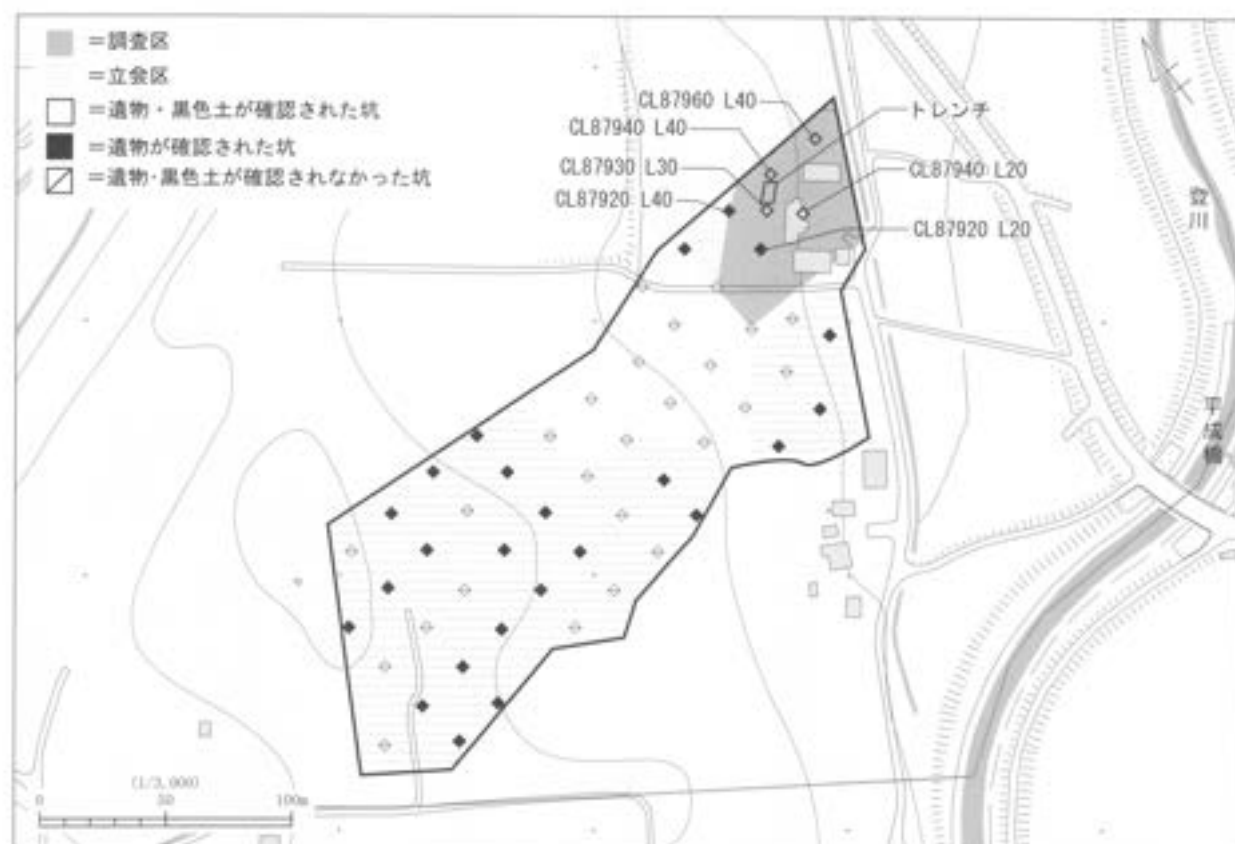 ＝調査区
＝立会区
＝遺物・黒色土が確認された坑
＝遺物が確認された坑
＝遺物・黒色土が確認されなかった坑
CL87960 L40
トレンチ
CL87940 L40
CL87930 L30
CL87940 L20
CL87920 L40
CL87920 L20
登川
平成橋
(1/3,000)
0 50 100m